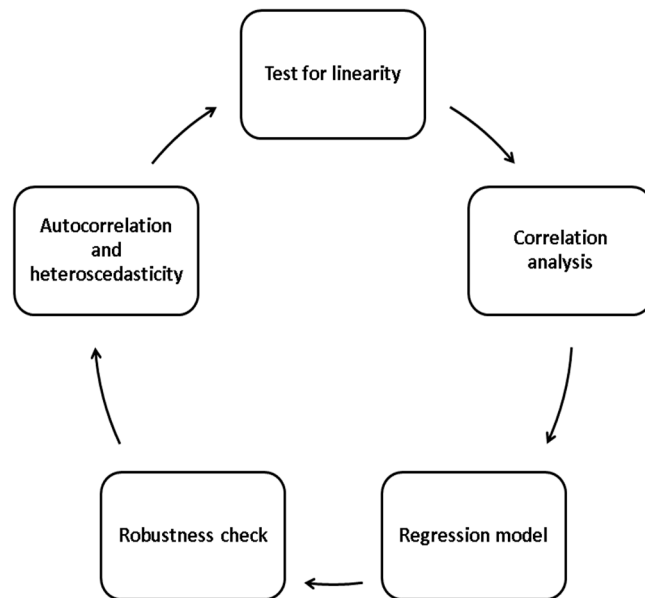 Test for linearity
Correlation
analysis
Regression model
Robustness check
Autocorrelation
and
heteroscedasticity